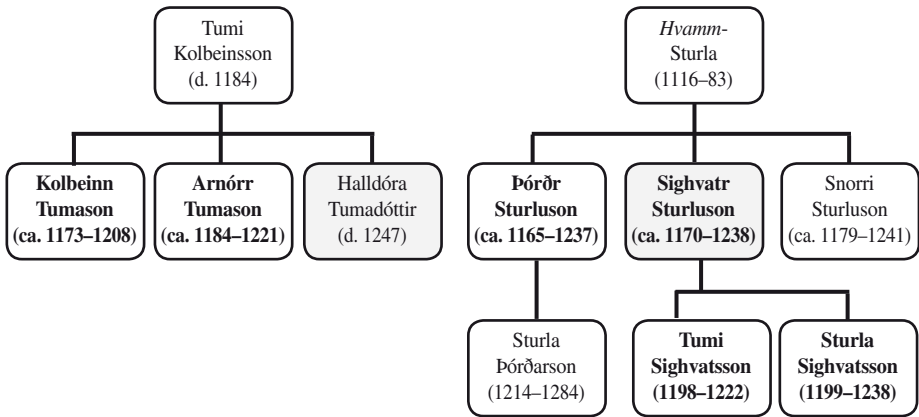 Tumi
Kolbeinsson
(d. 1184)
Hvamm-
Sturla
(1116–83)
Kolbeinn
Tumason
(ca. 1173–1208)
Arnórr
Tumason
(ca. 1184–1221)
Halldóra
Tumadóttir
(d. 1247)
Þórðr
Sturluson
(ca. 1165–1237)
Sighvatr
Sturluson
(ca. 1170–1238)
Snorri
Sturluson
(ca. 1179–1241)
Sturla
Þórðarson
(1214–1284)
Tumi
Sighvatsson
(1198–1222)
Sturla
Sighvatsson
(1199–1238)